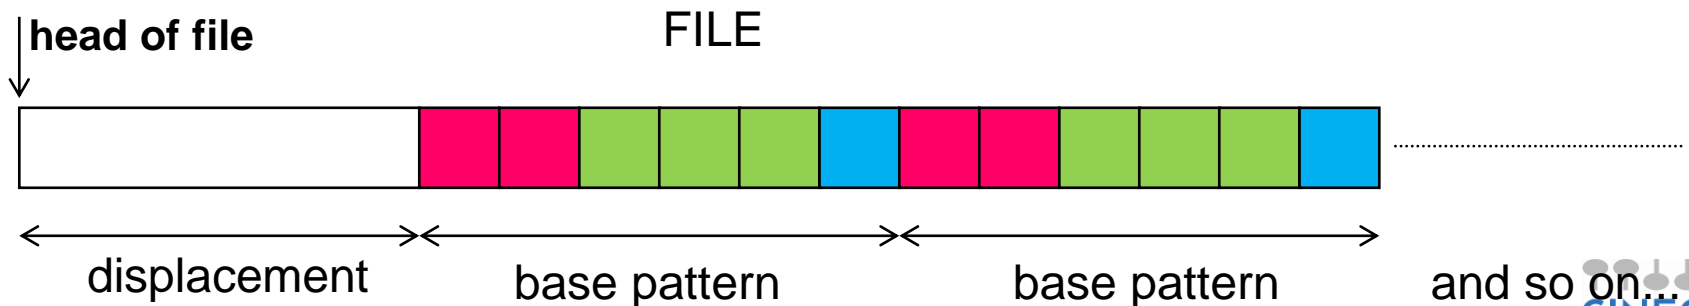 head of file
FILE
displacement
base pattern
base pattern
and so on...